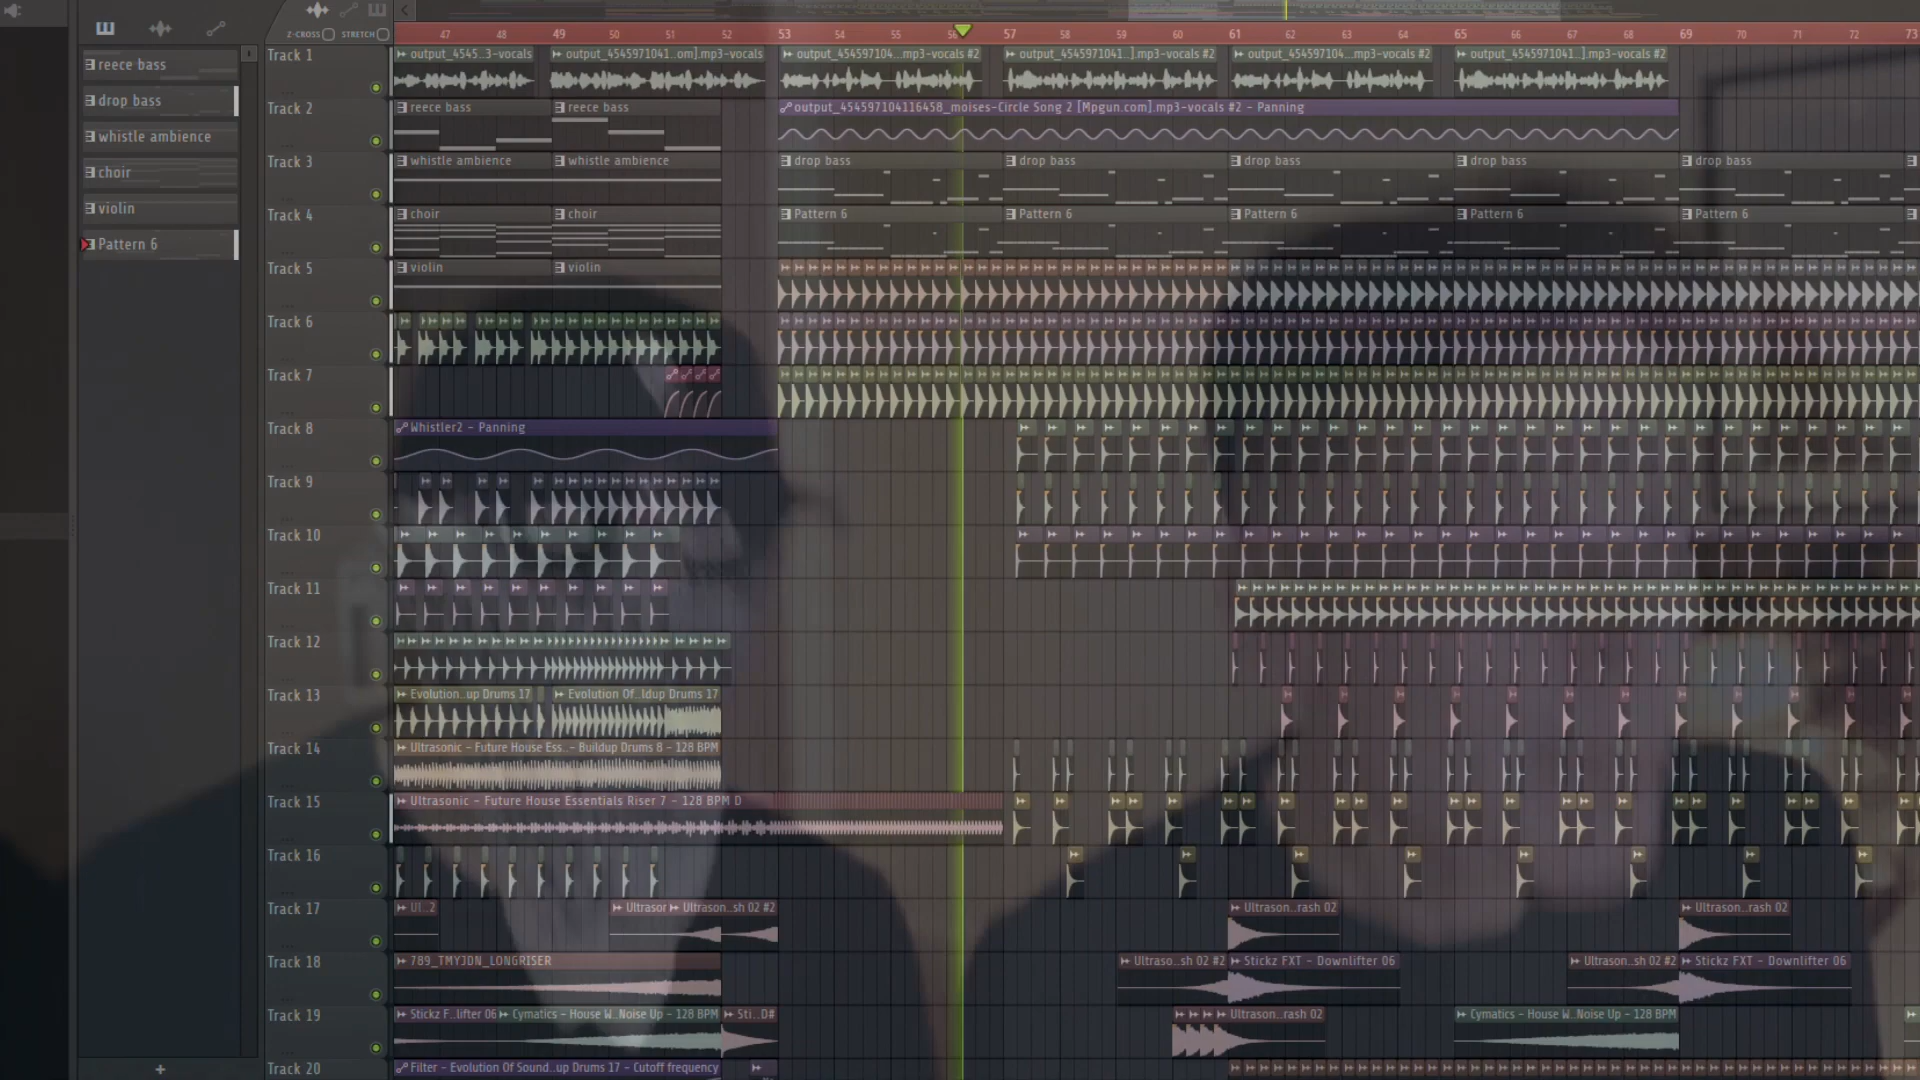 Z-CROSS STRETCH
47 48 49 50 51 52 53 54 55 56 57 58 59 60 61 62 63 64 65 66 67 68 69 70 71 72 73
reece bass
drop bass
whistle ambience
choir
violin
Pattern 6
Track 1
output_4545...3-vocals output_4545971041...om].mp3-vocals output_454597104...mp3-vocals #2 output_4545971041...].mp3-vocals #2 output_454597104...mp3-vocals #2 output_4545971041...].mp3-vocals #2
Track 2
reece bass reece bass output_454597104116458_moises-Circle Song 2 [Mpgun.com].mp3-vocals #2 - Panning
Track 3
whistle ambience whistle ambience drop bass drop bass drop bass drop bass drop bass
Track 4
choir choir Pattern 6 Pattern 6 Pattern 6 Pattern 6 Pattern 6
Track 5
violin violin
Track 6
Track 7
Track 8
Whistler2 - Panning
Track 9
Track 10
Track 11
Track 12
Track 13
Evolution..up Drums 17 Evolution Of..ldup Drums 17
Track 14
Ultrasonic - Future House Ess..- Buildup Drums 8 - 128 BPM
Track 15
Ultrasonic - Future House Essentials Riser 7 - 128 BPM D
Track 16
Track 17
Ul..2 Ultrasor Ultrason..sh 02 #2 Ultrason..rash 02 Ultrason..rash 02
Track 18
789_TMYJDN_LONGRISER Ultraso..sh 02 #2 Stickz FXT - Downlifter 06 Ultrason..sh 02 #2 Stickz FXT - Downlifter 06
Track 19
Stickz F..lifter 06 Cymatics - House W..Noise Up - 128 BPM Sti..D# Ultrason..rash 02 Cymatics - House W..Noise Up - 128 BPM
Track 20
Filter - Evolution Of Sound..up Drums 17 - Cutoff frequency